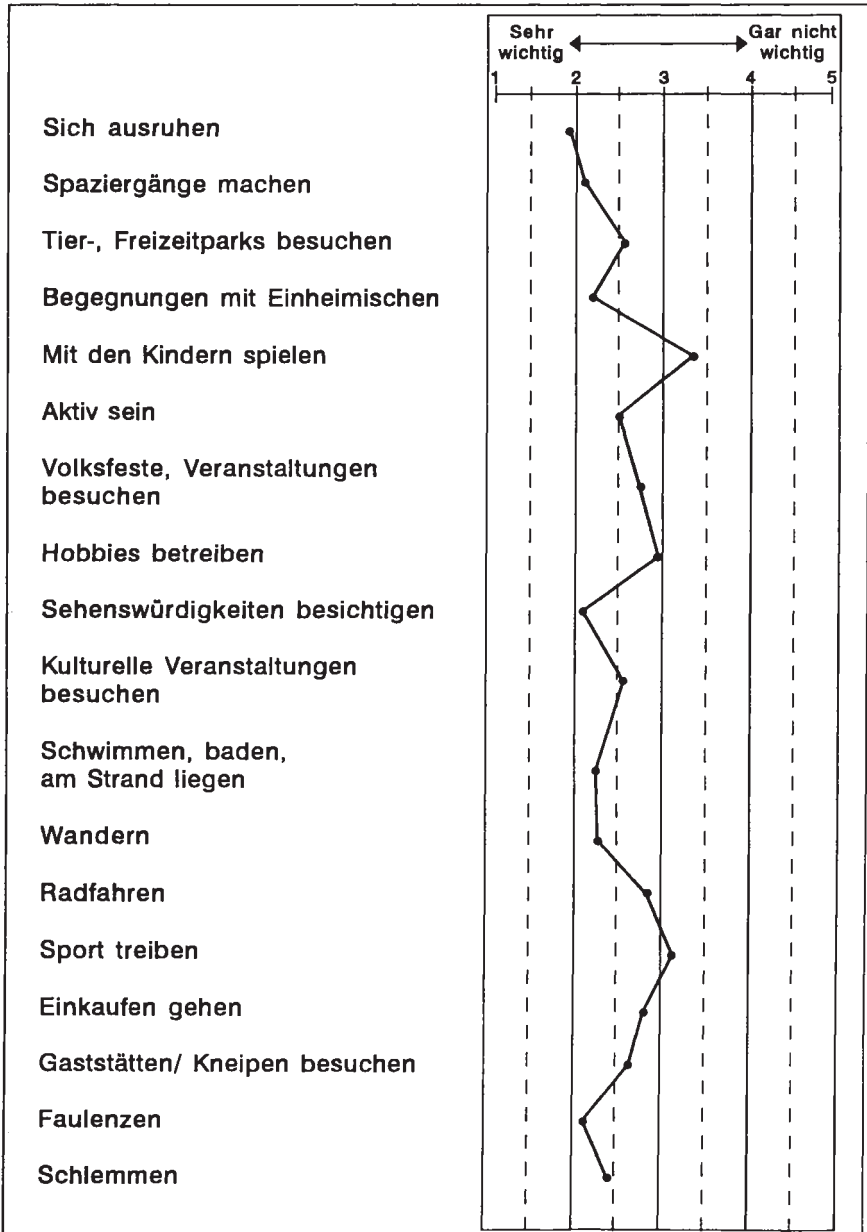 Sehr Gar nicht
wichtig wichtig
1 2 3 4 5
Sich ausruhen
Spaziergänge machen
Tier-, Freizeitparks besuchen
Begegnungen mit Einheimischen
Mit den Kindern spielen
Aktiv sein
Volksfeste, Veranstaltungen
besuchen
Hobbies betreiben
Sehenswürdigkeiten besichtigen
Kulturelle Veranstaltungen
besuchen
Schwimmen, baden,
am Strand liegen
Wandern
Radfahren
Sport treiben
Einkaufen gehen
Gaststätten/ Kneipen besuchen
Faulenzen
Schlemmen